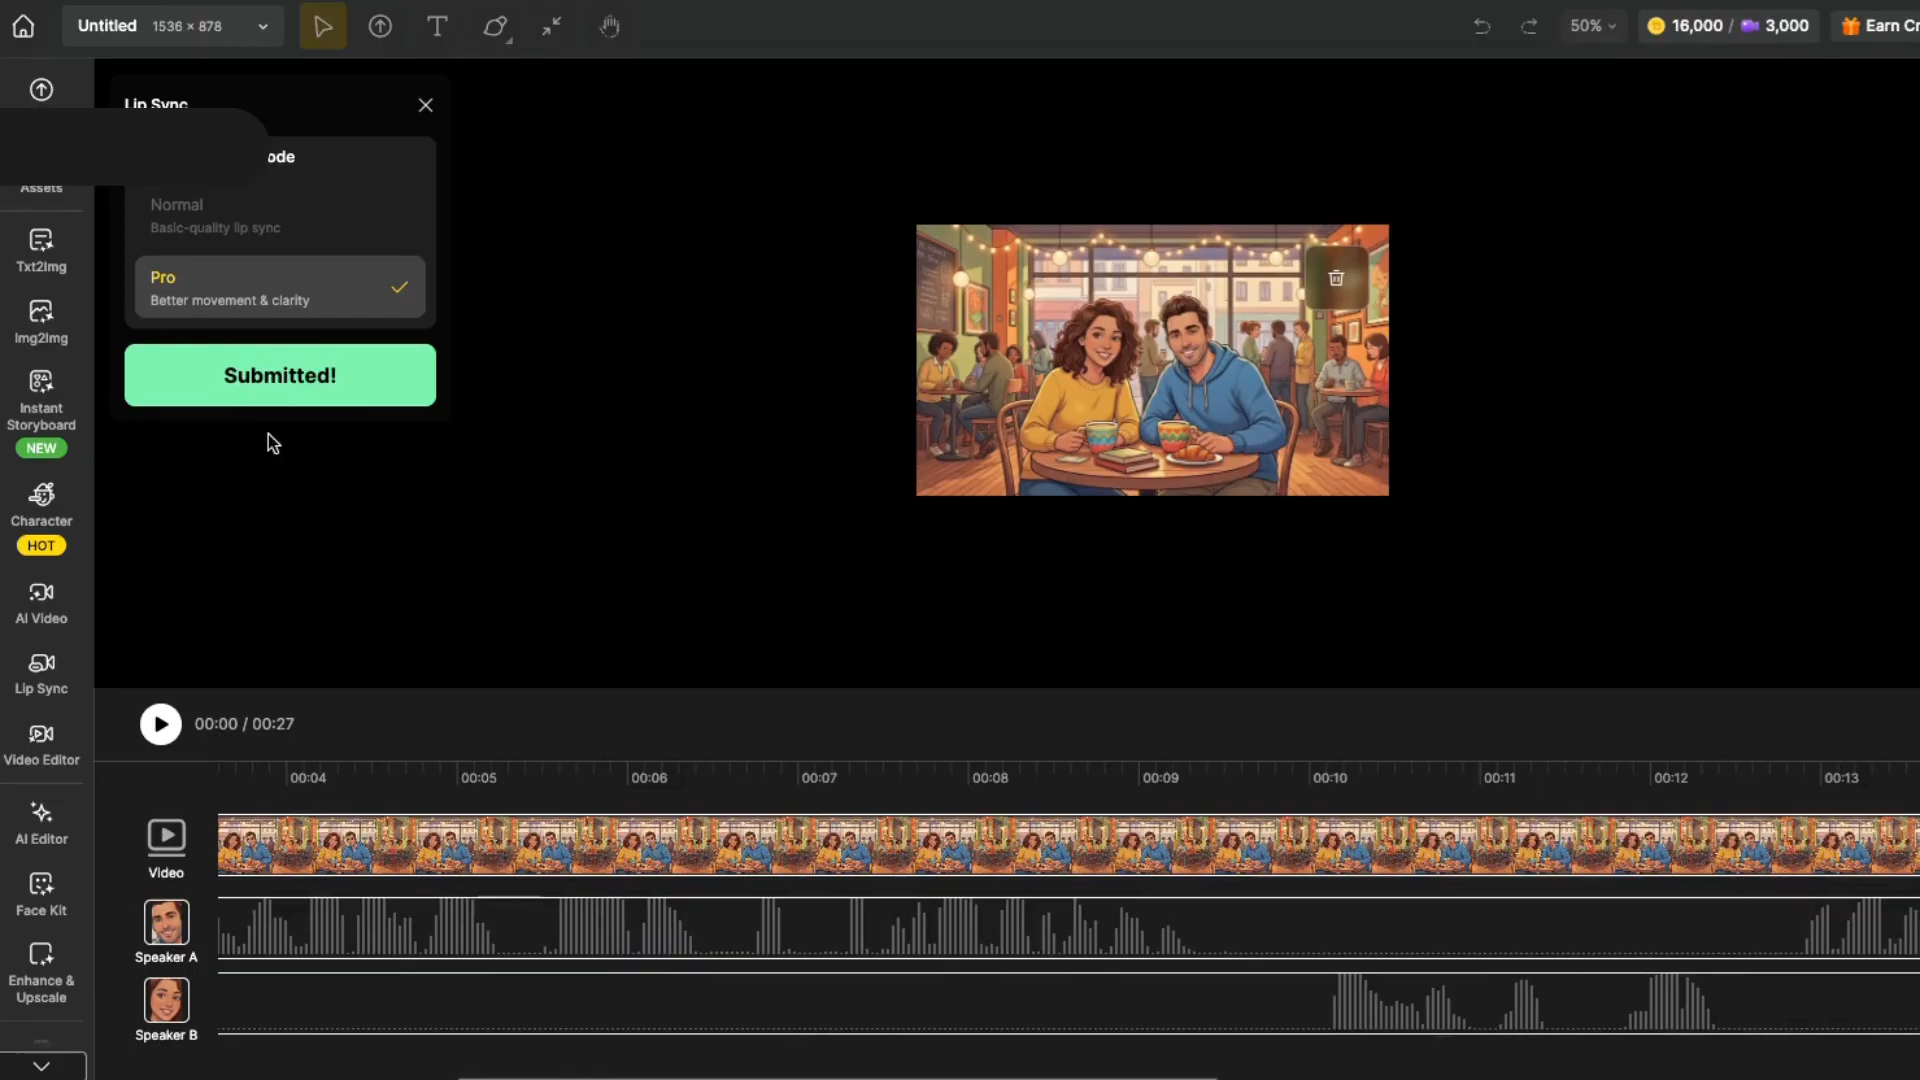 Untitled 1536 × 878
50%
16,000 / 3,000
Earn Cr
Lip Sync
ode
Assets
Normal
Basic-quality lip sync
Pro
Better movement & clarity
Submitted!
Txt2Img
Img2Img
Instant
Storyboard
NEW
Character
HOT
AI Video
Lip Sync
Video Editor
AI Editor
Face Kit
Enhance &
Upscale
00:00 / 00:27
00:04 00:05 00:06 00:07 00:08 00:09 00:10 00:11 00:12 00:13
Video
Speaker A
Speaker B